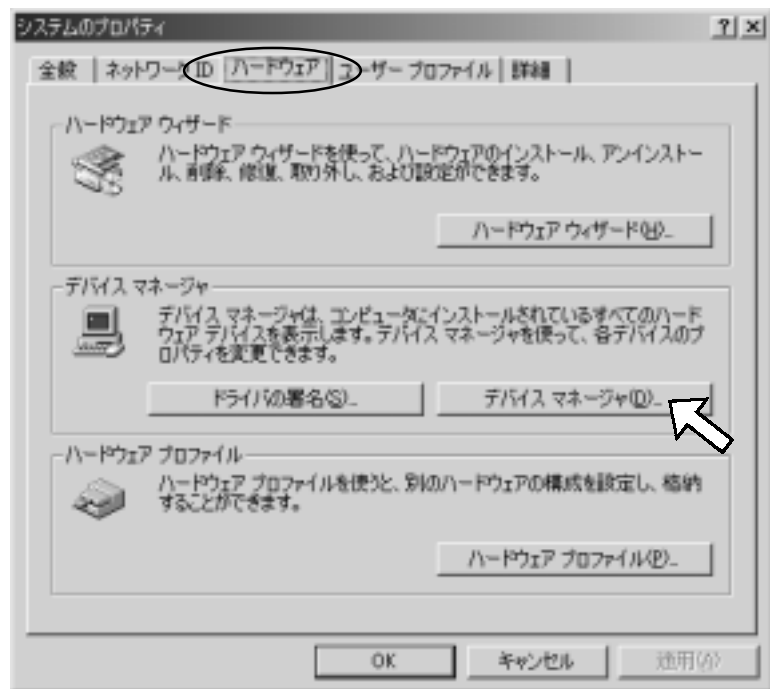 システムのプロパティ
全般
ネットワーク ID
ハードウェア
ユーザー プロファイル
詳細
ハードウェア ウィザード
ハードウェア ウィザードを使って、ハードウェアのインストール、アンインストー
ル、削除、修復、取り外し、および設定ができます。
ハードウェア ウィザード(H)...
デバイス マネージャ
デバイス マネージャは、コンピュータにインストールされているすべてのハード
ウェア デバイスを表示します。デバイス マネージャを使って、各デバイスのプ
ロパティを変更できます。
ドライバの署名(S)...
デバイス マネージャ(D)...
ハードウェア プロファイル
ハードウェア プロファイルを使うと、別のハードウェアの構成を設定し、格納
することができます。
ハードウェア プロファイル(P)...
OK
キャンセル
適用(A)